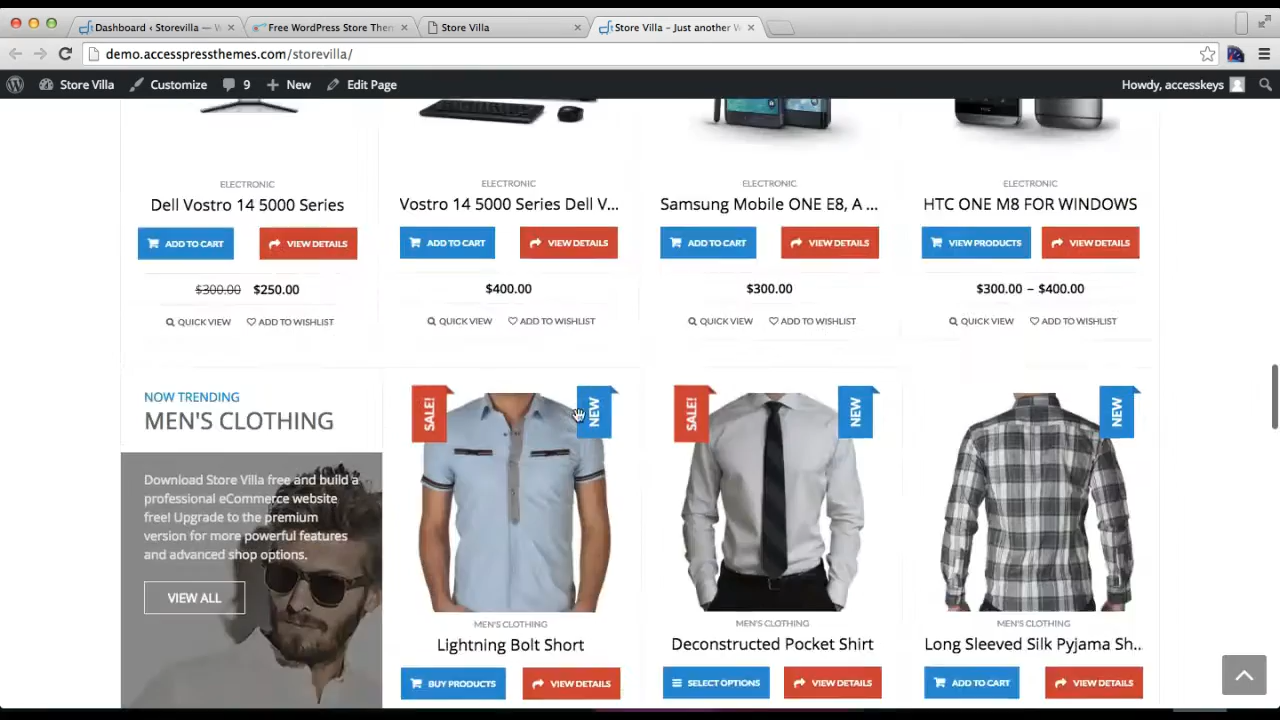 Dashboard ‹ Storevilla — W
Free WordPress Store Them
Store Villa
Store Villa – Just another W
demo.accesspressthemes.com/storevilla/
Store Villa
Customize
9
New
Edit Page
Howdy, accesskeys
hTC
ELECTRONIC
Dell Vostro 14 5000 Series
ADD TO CART
VIEW DETAILS
$300.00 $250.00
QUICK VIEW
ADD TO WISHLIST
ELECTRONIC
Vostro 14 5000 Series Dell V...
ADD TO CART
VIEW DETAILS
$400.00
QUICK VIEW
ADD TO WISHLIST
ELECTRONIC
Samsung Mobile ONE E8, A ...
ADD TO CART
VIEW DETAILS
$300.00
QUICK VIEW
ADD TO WISHLIST
ELECTRONIC
HTC ONE M8 FOR WINDOWS
VIEW PRODUCTS
VIEW DETAILS
$300.00 – $400.00
QUICK VIEW
ADD TO WISHLIST
NOW TRENDING
MEN'S CLOTHING
Download Store Villa free and build a
professional eCommerce website
free! Upgrade to the premium
version for more powerful features
and advanced shop options.
VIEW ALL
SALE!
NEW
MEN'S CLOTHING
Lightning Bolt Short
BUY PRODUCTS
VIEW DETAILS
SALE!
NEW
MEN'S CLOTHING
Deconstructed Pocket Shirt
SELECT OPTIONS
VIEW DETAILS
NEW
MEN'S CLOTHING
Long Sleeved Silk Pyjama Sh...
ADD TO CART
VIEW DETAILS